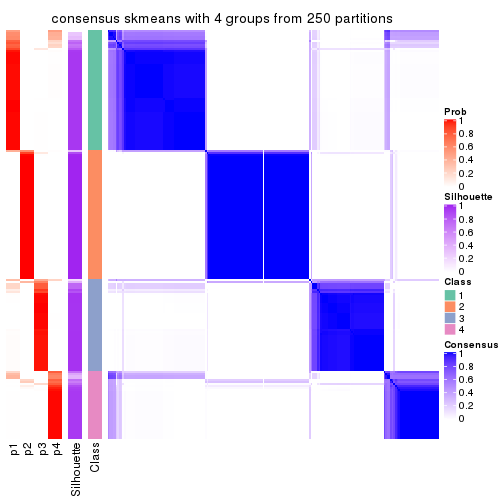 consensus skmeans with 4 groups from 250 partitions
Prob
1
0.8
0.6
0.4
0.2
0
Silhouette
1
0.8
0.6
0.4
0.2
0
Class
1
2
3
4
Consensus
1
0.8
0.6
0.4
0.2
0
p1
p2
p3
p4
Silhouette
Class